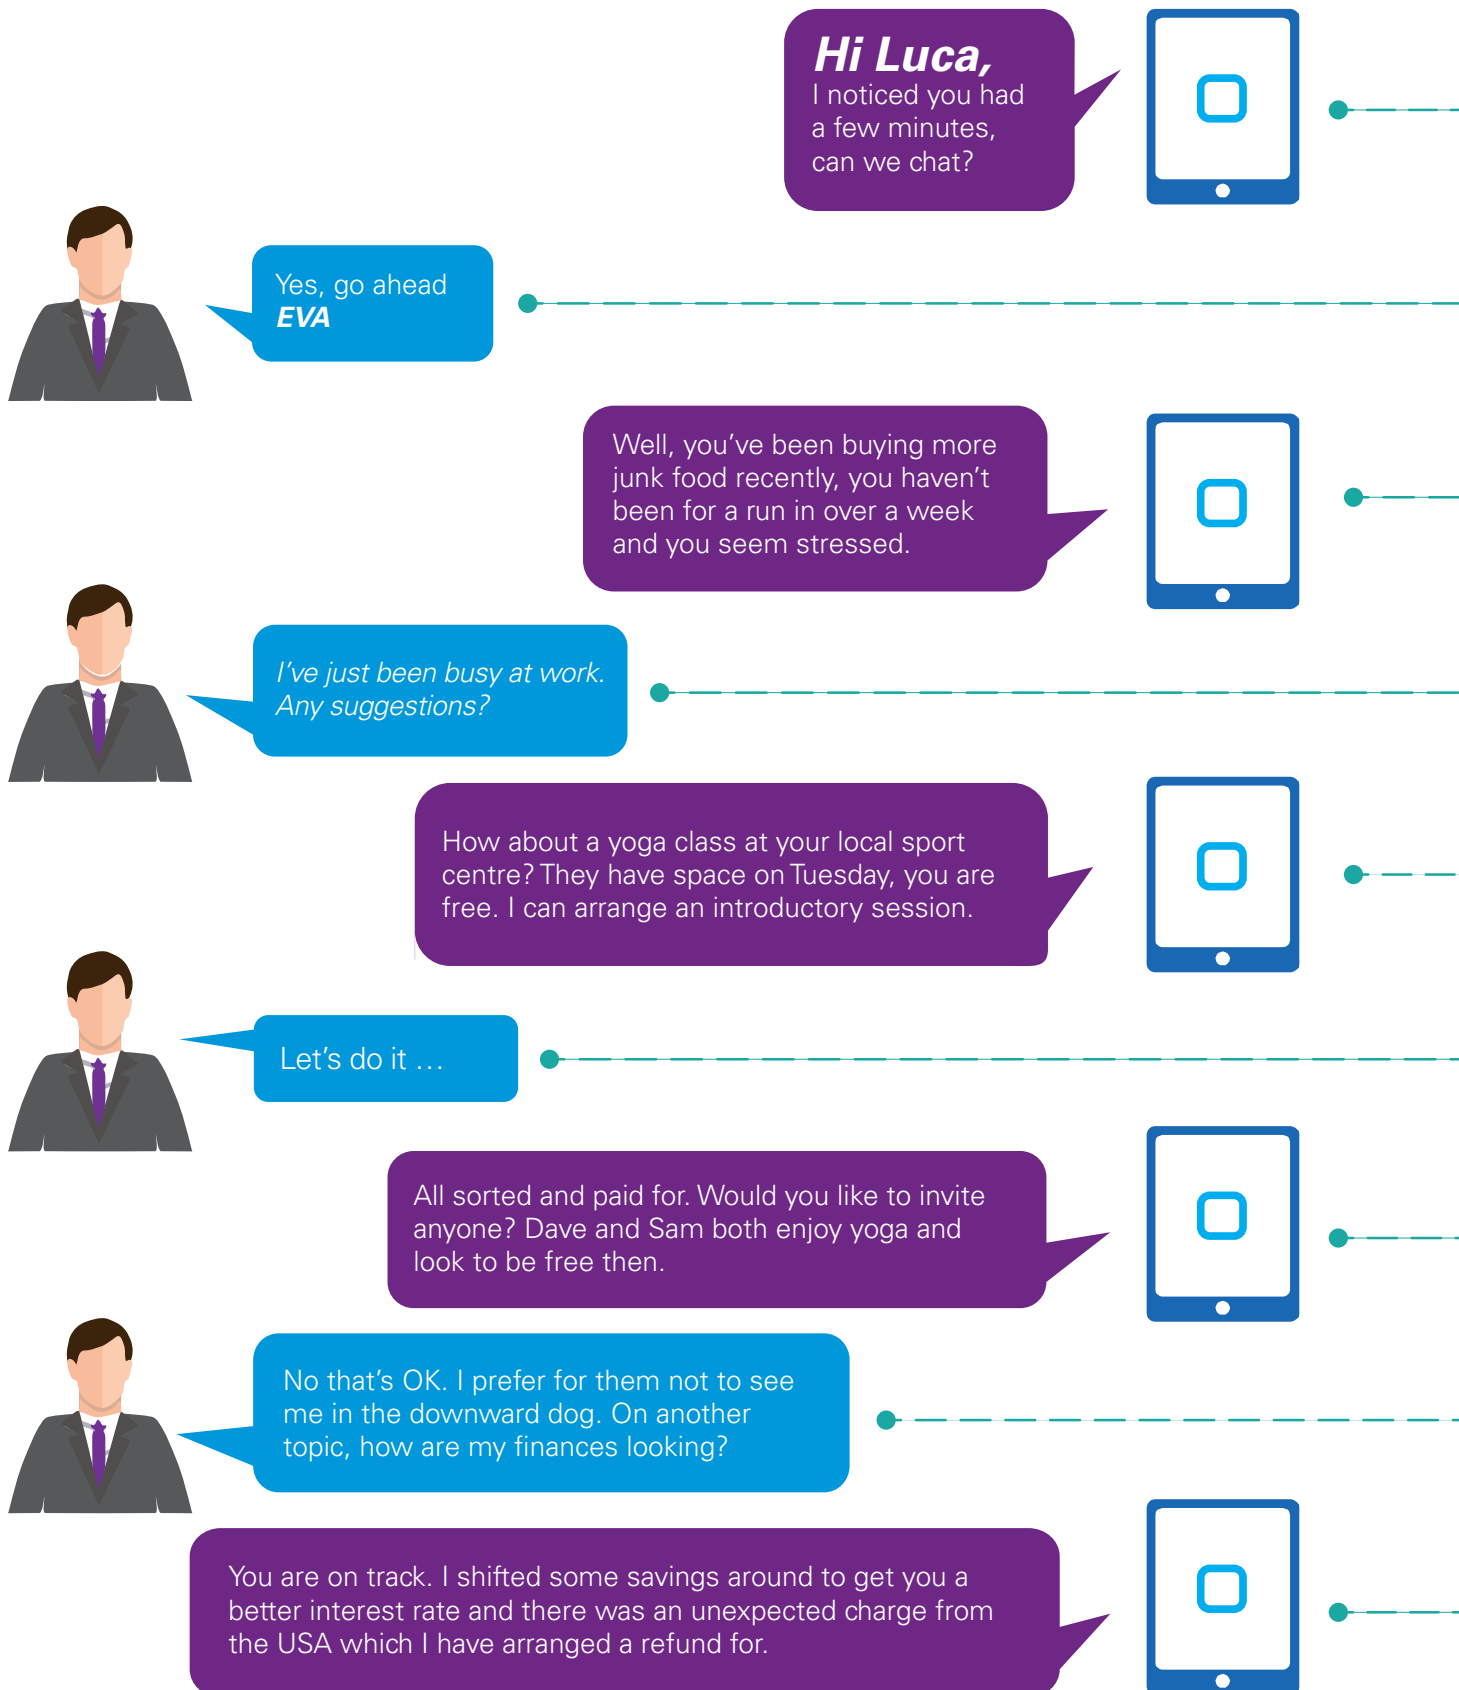 Hi Luca,
I noticed you had
a few minutes,
can we chat?
Yes, go ahead
EVA
Well, you’ve been buying more
junk food recently, you haven’t
been for a run in over a week
and you seem stressed.
I’ve just been busy at work.
Any suggestions?
How about a yoga class at your local sport
centre? They have space on Tuesday, you are
free. I can arrange an introductory session.
Let’s do it …
All sorted and paid for. Would you like to invite
anyone? Dave and Sam both enjoy yoga and
look to be free then.
No that’s OK. I prefer for them not to see
me in the downward dog. On another
topic, how are my finances looking?
You are on track. I shifted some savings around to get you a
better interest rate and there was an unexpected charge from
the USA which I have arranged a refund for.